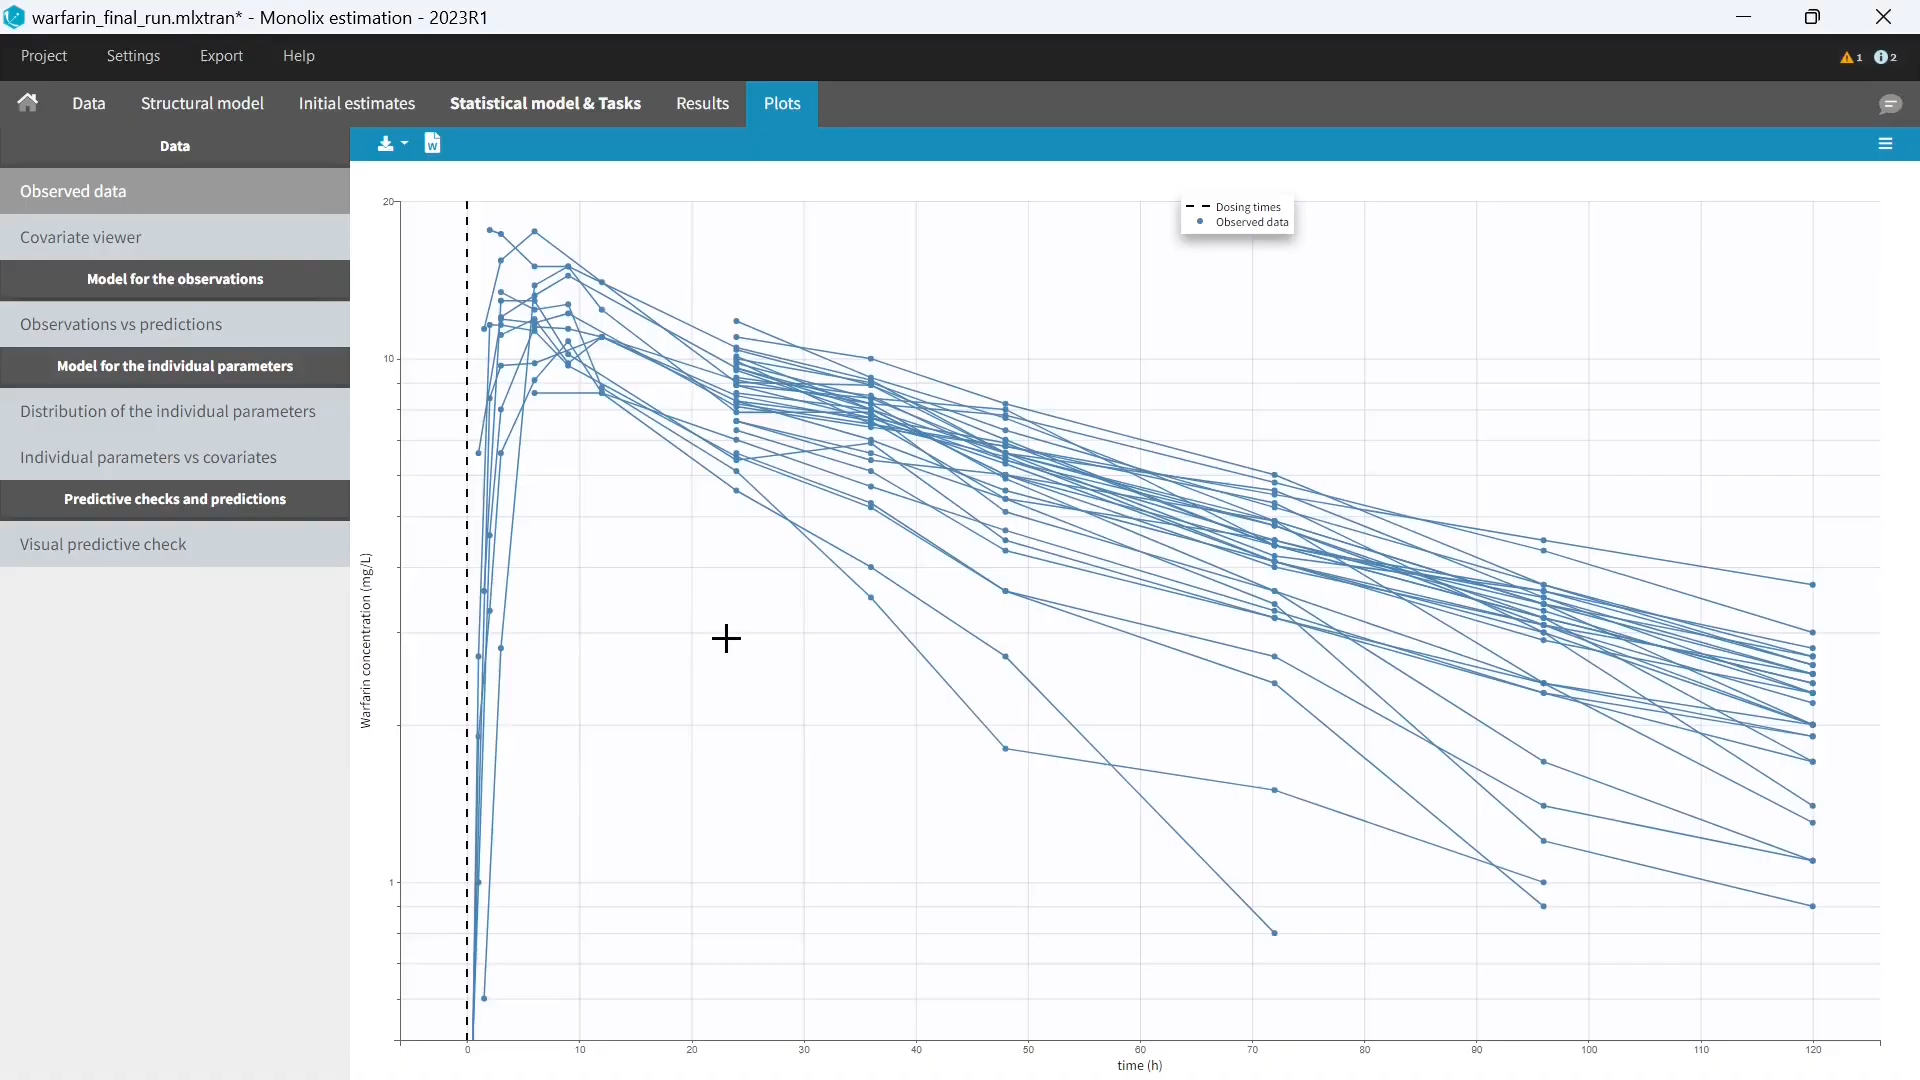 warfarin_final_run.mlxtran* - Monolix estimation - 2023R1
Project Settings Export Help
1 2
Data Structural model Initial estimates Statistical model & Tasks Results Plots
Data
W
Observed data
Covariate viewer
Model for the observations
Observations vs predictions
Model for the individual parameters
Distribution of the individual parameters
Individual parameters vs covariates
Predictive checks and predictions
Visual predictive check
20
Dosing times
Observed data
10
Warfarin concentration (mg/L)
1
0 10 20 30 40 50 60 70 80 90 100 110 120
time (h)